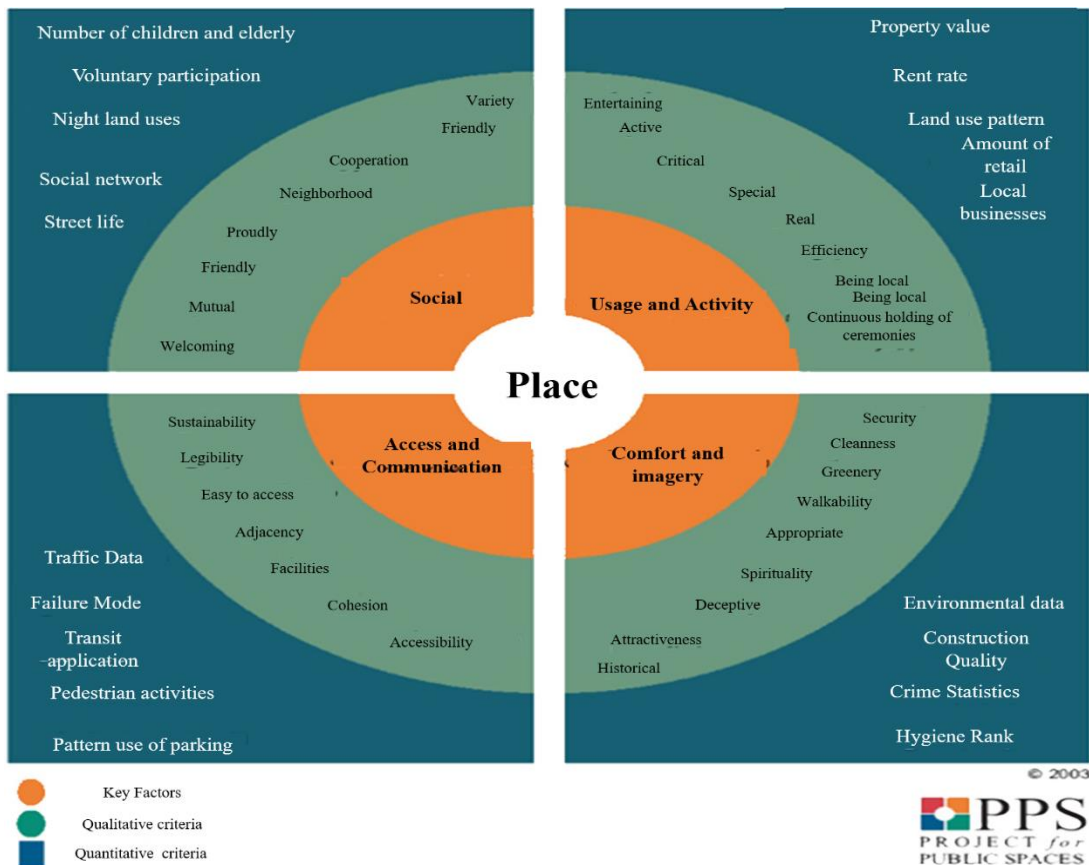 Number of children and elderly
Voluntary participation
Night land uses
Social network
Street life
Variety
Friendly
Cooperation
Neighborhood
Proudly
Friendly
Mutual
Welcoming
Social
Property value
Rent rate
Land use pattern
Amount of
retail
Local
businesses
Entertaining
Active
Critical
Special
Real
Efficiency
Being local
Being local
Continuous holding of
ceremonies
Usage and Activity
Place
Sustainability
Legibility
Easy to access
Adjacency
Facilities
Cohesion
Accessibility
Access and
Communication
Traffic Data
Failure Mode
Transit
application
Pedestrian activities
Pattern use of parking
Comfort and
imagery
Security
Cleanness
Greenery
Walkability
Appropriate
Spirituality
Deceptive
Attractiveness
Historical
Environmental data
Construction
Quality
Crime Statistics
Hygiene Rank
Key Factors
Qualitative criteria
Quantitative criteria
© 2003
PPS
PROJECT for
PUBLIC SPACES